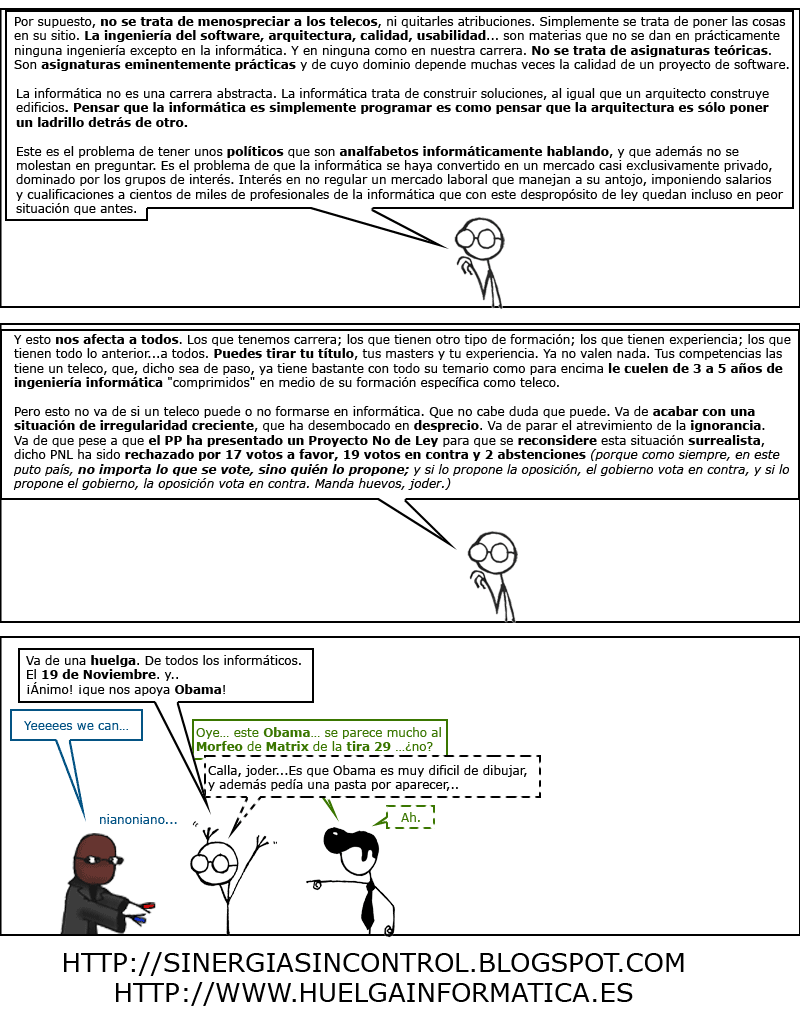 Por supuesto, no se trata de menospreciar a los telecos, ni quitarles atribuciones. Simplemente se trata de poner las cosas
en su sitio. La ingeniería del software, arquitectura, calidad, usabilidad... son materias que no se dan en prácticamente
ninguna ingeniería excepto en la informática. Y en ninguna como en nuestra carrera. No se trata de asignaturas teóricas.
Son asignaturas eminentemente prácticas y de cuyo dominio depende muchas veces la calidad de un proyecto de software.
La informática no es una carrera abstracta. La informática trata de construir soluciones, al igual que un arquitecto construye
edificios. Pensar que la informática es simplemente programar es como pensar que la arquitectura es sólo poner
un ladrillo detrás de otro.
Este es el problema de tener unos políticos que son analfabetos informáticamente hablando, y que además no se
molestan en preguntar. Es el problema de que la informática se haya convertido en un mercado casi exclusivamente privado,
dominado por los grupos de interés. Interés en no regular un mercado laboral que manejan a su antojo, imponiendo salarios
y cualificaciones a cientos de miles de profesionales de la informática que con este despropósito de ley quedan incluso en peor
situación que antes.
Y esto nos afecta a todos. Los que tenemos carrera; los que tienen otro tipo de formación; los que tienen experiencia; los que
tienen todo lo anterior...a todos. Puedes tirar tu título, tus masters y tu experiencia. Ya no valen nada. Tus competencias las
tiene un teleco, que, dicho sea de paso, ya tiene bastante con todo su temario como para encima le cuelen de 3 a 5 años de
ingeniería informática "comprimidos" en medio de su formación específica como teleco.
Pero esto no va de si un teleco puede o no formarse en informática. Que no cabe duda que puede. Va de acabar con una
situación de irregularidad creciente, que ha desembocado en desprecio. Va de parar el atrevimiento de la ignorancia.
Va de que pese a que el PP ha presentado un Proyecto No de Ley para que se reconsidere esta situación surrealista,
dicho PNL ha sido rechazado por 17 votos a favor, 19 votos en contra y 2 abstenciones (porque como siempre, en este
puto país, no importa lo que se vote, sino quién lo propone; y si lo propone la oposición, el gobierno vota en contra, y si lo
propone el gobierno, la oposición vota en contra. Manda huevos, joder.)
Va de una huelga. De todos los informáticos.
El 19 de Noviembre. y..
¡Ánimo! ¡que nos apoya Obama!
Yeeeees we can...
Oye... este Obama... se parece mucho al
Morfeo de Matrix de la tira 29 ...¿no?
Calla, joder...Es que Obama es muy dificil de dibujar,
y además pedía una pasta por aparecer,..
Ah.
nianoniano...
HTTP://SINERGIASINCONTROL.BLOGSPOT.COM
HTTP://WWW.HUELGAINFORMATICA.ES